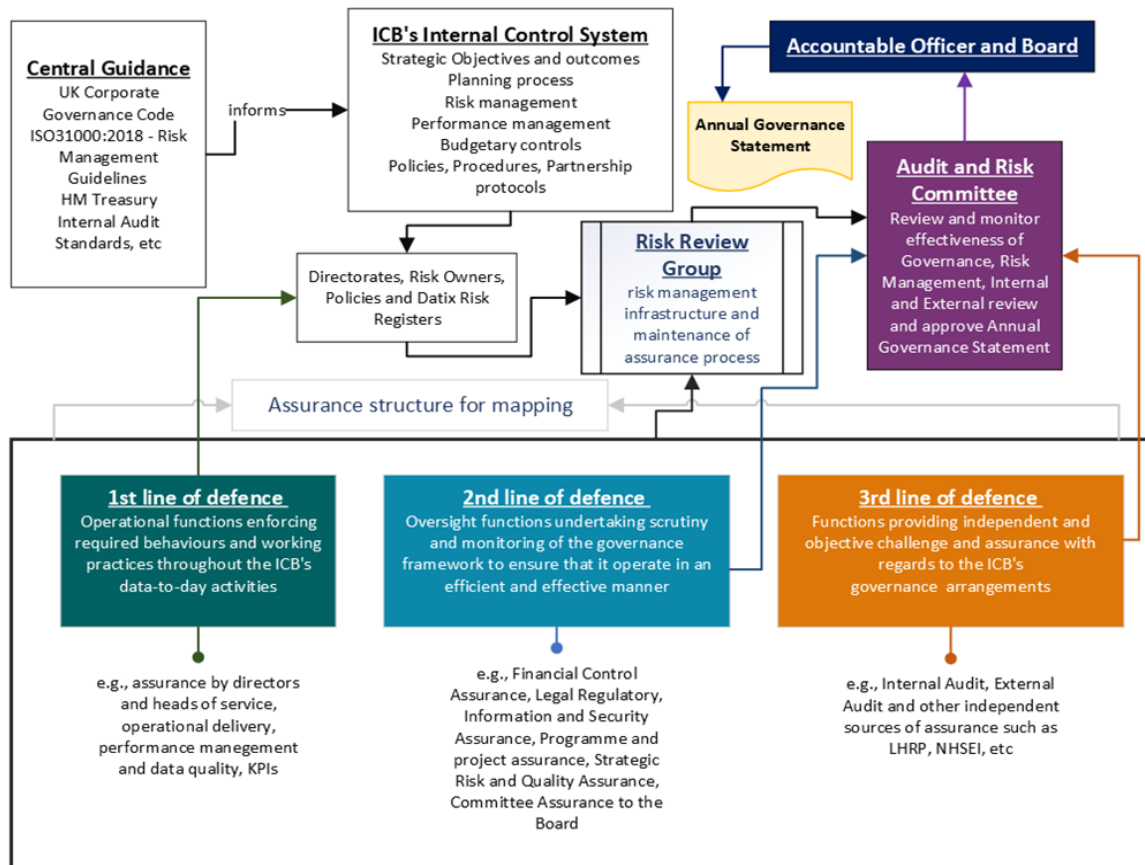 Central Guidance
UK Corporate
Governance Code
ISO31000:2018 - Risk
Management
Guidelines
HM Treasury
Internal Audit
Standards, etc
informs
ICB's Internal Control System
Strategic Objectives and outcomes
Planning process
Risk management
Performance management
Budgetary controls
Policies, Procedures, Partnership
protocols
Accountable Officer and Board
Annual Governance
Statement
Audit and Risk
Committee
Review and monitor
effectiveness of
Governance, Risk
Management, Internal
and External review
and approve Annual
Governance Statement
Directorates, Risk Owners,
Policies and Datix Risk
Registers
Risk Review
Group
risk management
infrastructure and
maintenance of
assurance process
Assurance structure for mapping
1st line of defence
Operational functions enforcing
required behaviours and working
practices throughout the ICB's
data-to-day activities
2nd line of defence
Oversight functions undertaking scrutiny
and monitoring of the governance
framework to ensure that it operate in an
efficient and effective manner
3rd line of defence
Functions providing independent and
objective challenge and assurance with
regards to the ICB's
governance arrangements
e.g., assurance by directors
and heads of service,
operational delivery,
performance manegement
and data quality, KPIs
e.g., Financial Control
Assurance, Legal Regulatory,
Information and Security
Assurance, Programme and
project assurance, Strategic
Risk and Quality Assurance,
Committee Assurance to the
Board
e.g., Internal Audit, External
Audit and other independent
sources of assurance such as
LHRP, NHSEI, etc